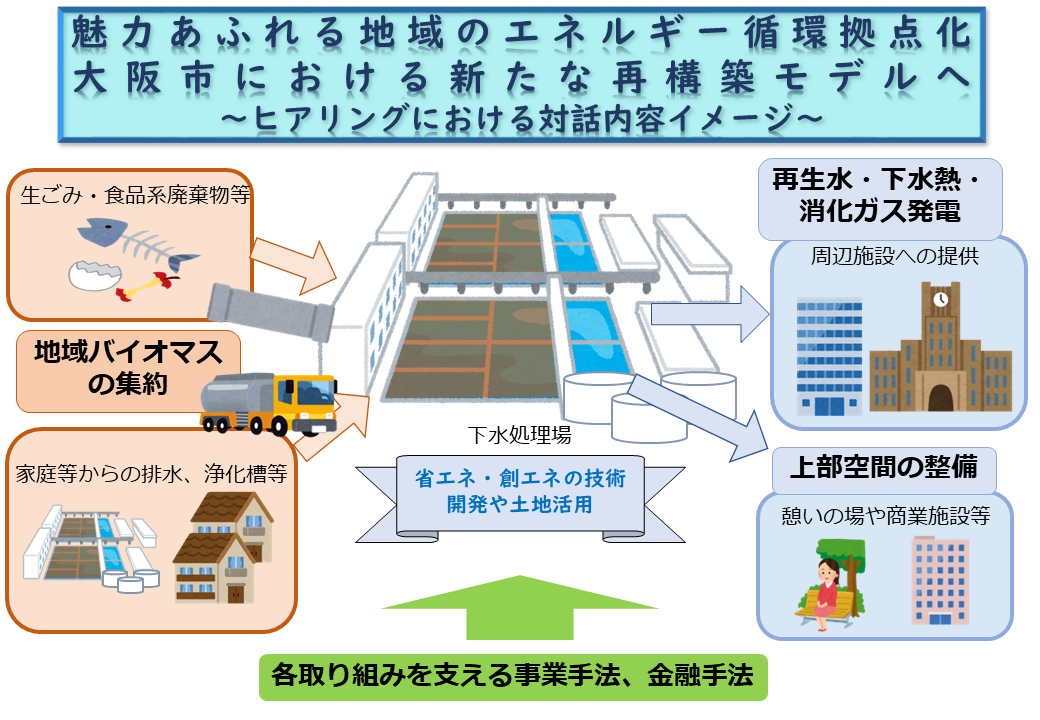 魅力あふれる地域のエネルギー循環拠点化
大阪市における新たな再構築モデルへ
～ヒアリングにおける対話内容イメージ～
生ごみ・食品系廃棄物等
地域バイオマス
の集約
家庭等からの排水、浄化槽等
下水処理場
省エネ・創エネの技術
開発や土地活用
再生水・下水熱・
消化ガス発電
周辺施設への提供
上部空間の整備
憩いの場や商業施設等
各取り組みを支える事業手法、金融手法